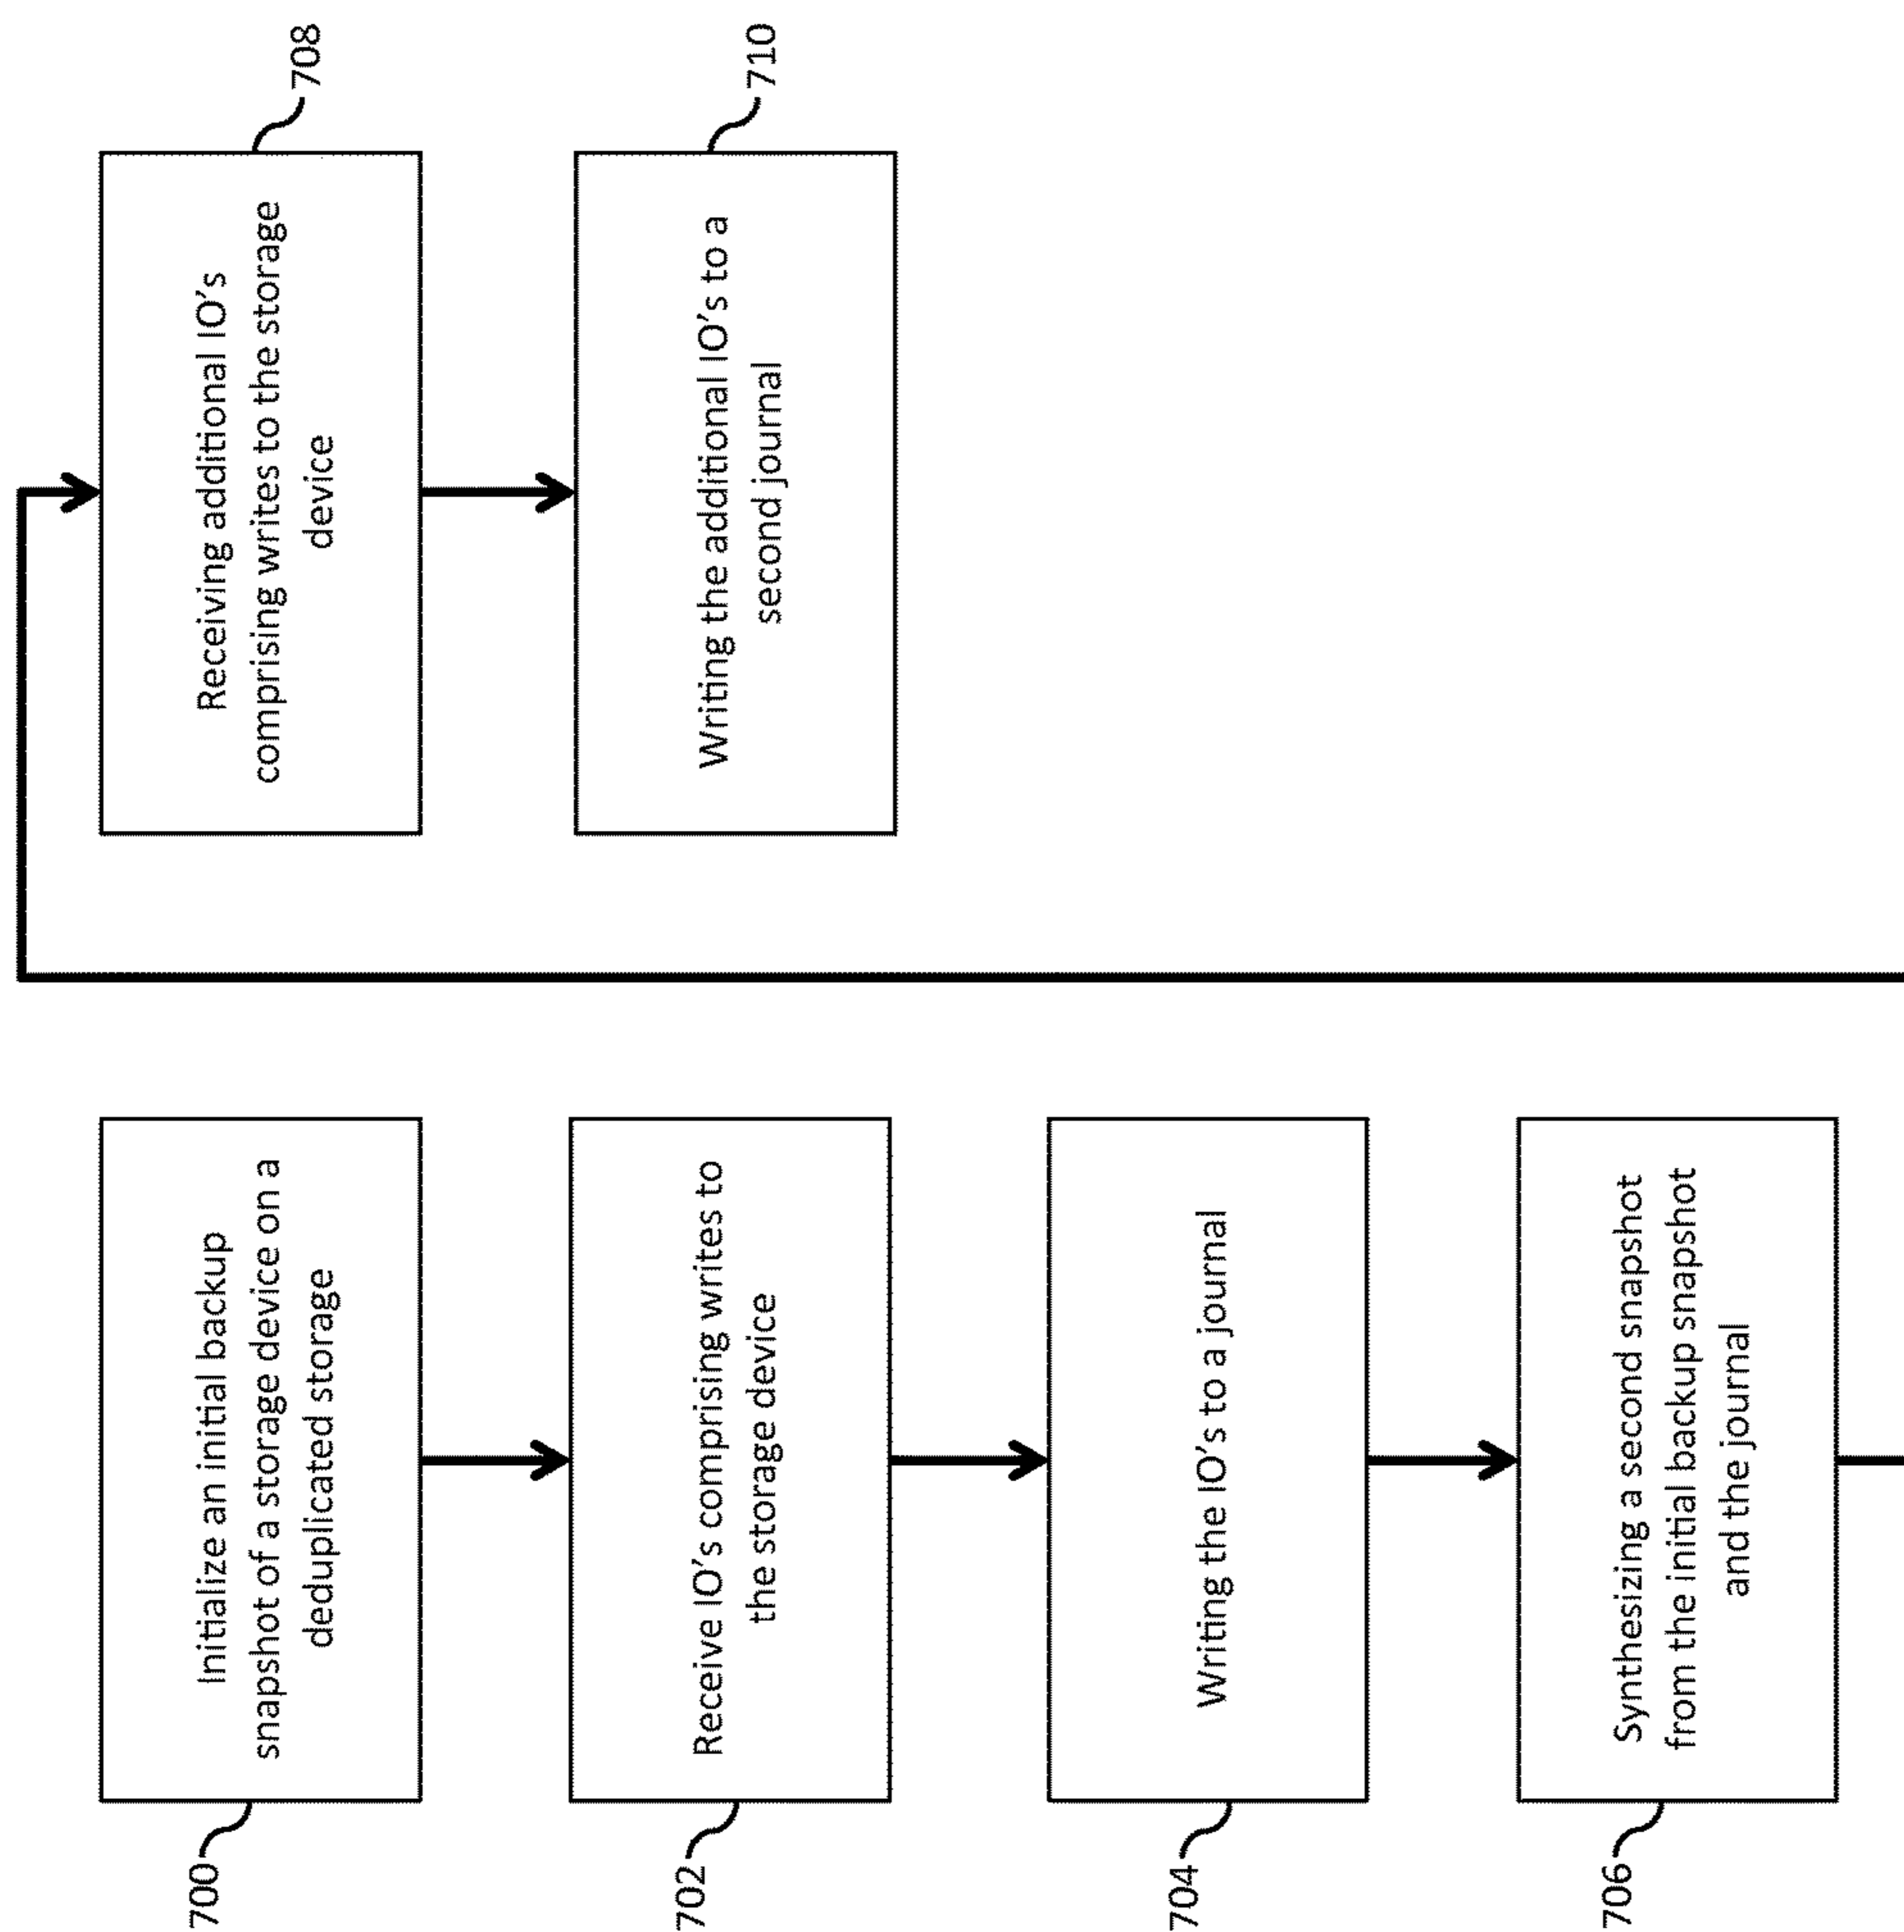 700
Initialize an initial backup
snapshot of a storage device on a
deduplicated storage
702
Receive IO's comprising writes to
the storage device
704
Writing the IO's to a journal
706
Synthesizing a second snapshot
from the initial backup snapshot
and the journal
708
Receiving additional IO's
comprising writes to the storage
device
710
Writing the additional IO's to a
second journal